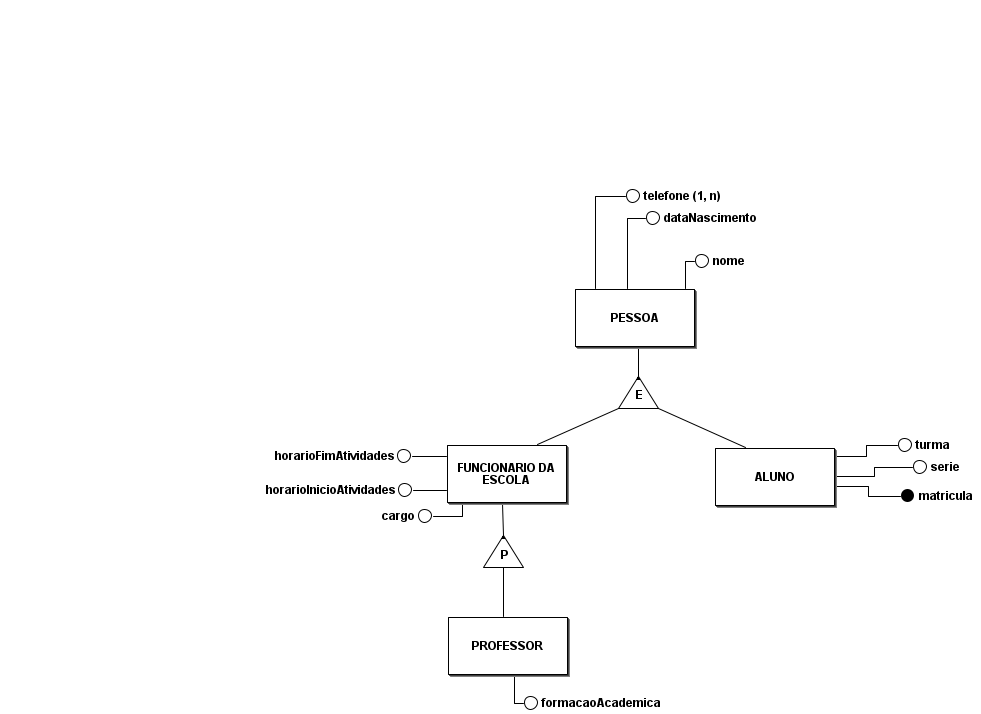 telefone (1, n)
dataNascimento
nome
PESSOA
E
horarioFimAtividades
horarioInicioAtividades
cargo
FUNCIONARIO DA
ESCOLA
turma
serie
matricula
ALUNO
P
PROFESSOR
formacaoAcademica